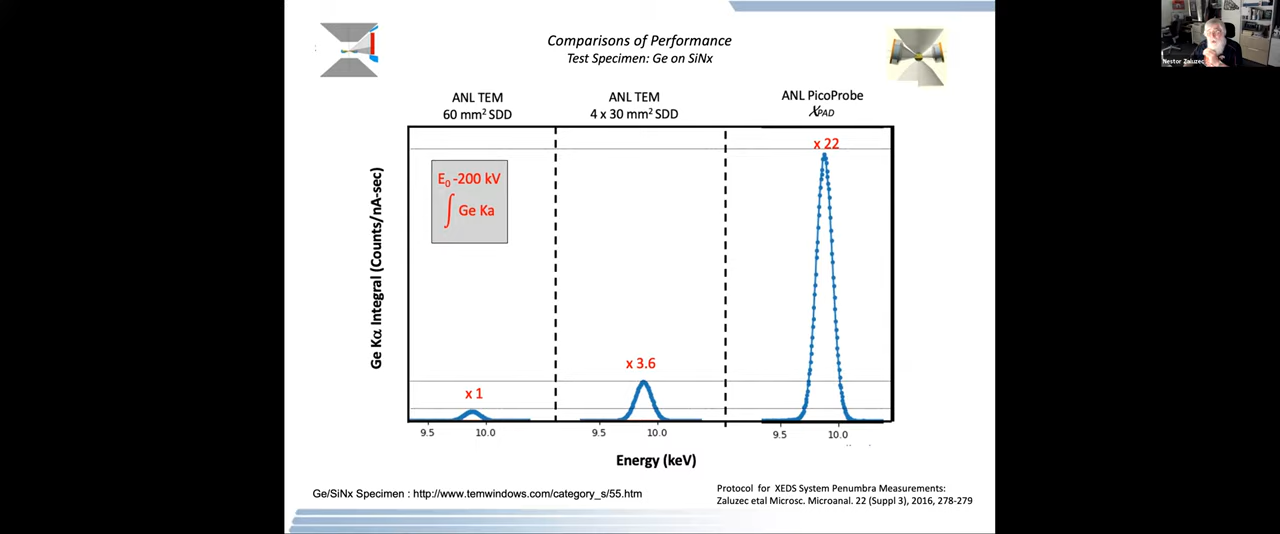 Comparisons of Performance
Test Specimen: Ge on SiNx
Nestor Zaluzec
ANL TEM
60 mm² SDD
ANL TEM
4 x 30 mm² SDD
ANL PicoProbe
XPAD
E₀ -200 kV
∫ Ge Ka
x 1
x 3.6
x 22
Ge Kα Integral (Counts/nA-sec)
9.5 10.0 9.5 10.0 9.5 10.0
Energy (keV)
Ge/SiNx Specimen : http://www.temwindows.com/category_s/55.htm
Protocol for XEDS System Penumbra Measurements:
Zaluzec etal Microsc. Microanal. 22 (Suppl 3), 2016, 278-279